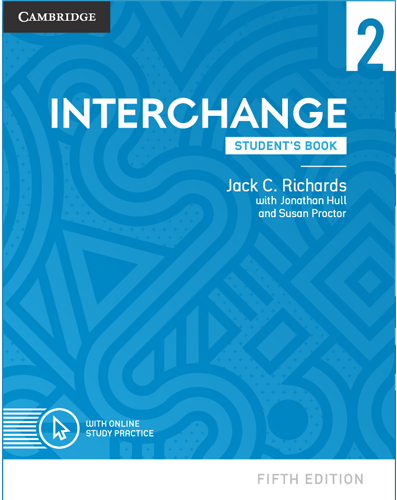 CAMBRIDGE
2
INTERCHANGE
STUDENT'S BOOK
Jack C. Richards
with Jonathan Hull
and Susan Proctor
WITH ONLINE
STUDY PRACTICE
FIFTH EDITION